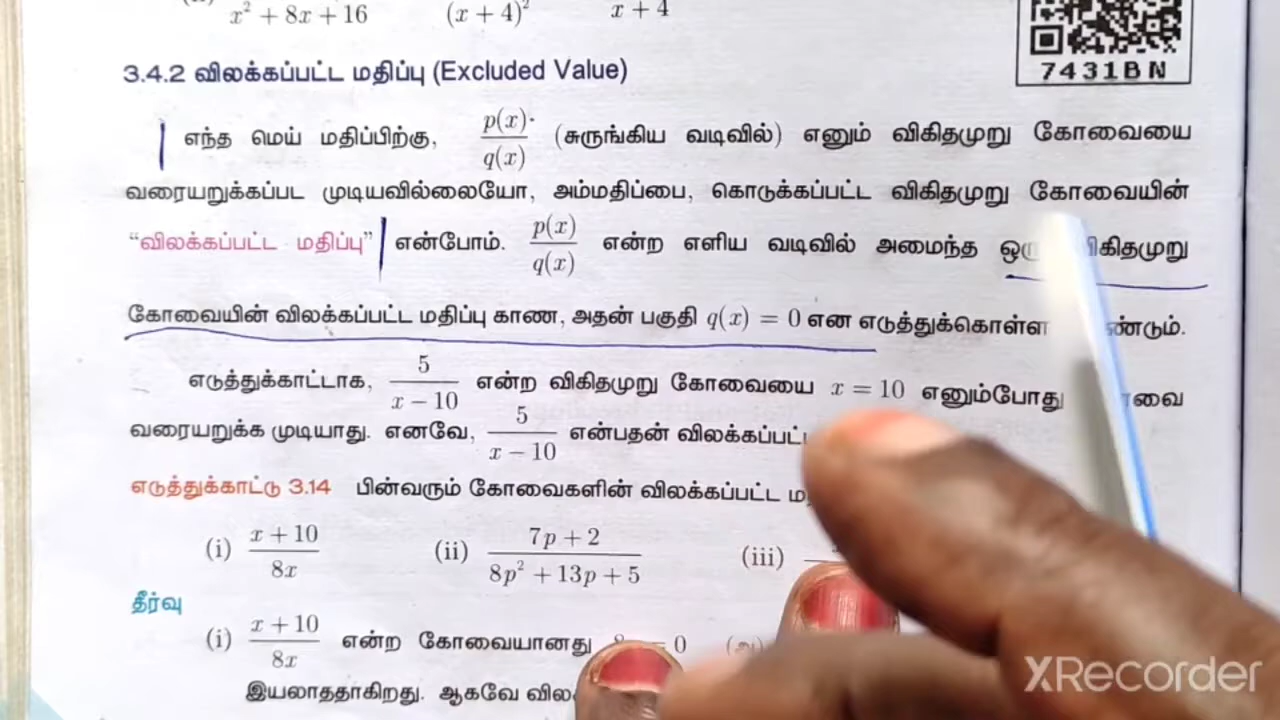 x² + 8x + 16 (x + 4)² x + 4
7431BN
3.4.2 விலக்கப்பட்ட மதிப்பு (Excluded Value)
எந்த மெய் மதிப்பிற்கு, p(x)/q(x) (சுருங்கிய வடிவில்) எனும் விகிதமுறு கோவையை
வரையறுக்கப்பட முடியவில்லையோ, அம்மதிப்பை, கொடுக்கப்பட்ட விகிதமுறு கோவையின்
“விலக்கப்பட்ட மதிப்பு” என்போம். p(x)/q(x) என்ற எளிய வடிவில் அமைந்த
கோவையின் விலக்கப்பட்ட மதிப்பு காண, அதன் பகுதி q(x) = 0 என எடுத்துக்கொள்ள
எடுத்துக்காட்டாக, 5/(x − 10) என்ற விகிதமுறு கோவையை x = 10 எனும்போது
வரையறுக்க முடியாது. எனவே, 5/(x − 10) என்பதன்
எடுத்துக்காட்டு 3.14 பின்வரும் கோவைகளின் விலக்கப்பட்ட
(i) (x + 10)/8x (ii) (7p + 2)/(8p² + 13p + 5) (iii)
தீர்வு
(i) (x + 10)/8x என்ற கோவையானது
இயலாததாகிறது. ஆகவே
XRecorder